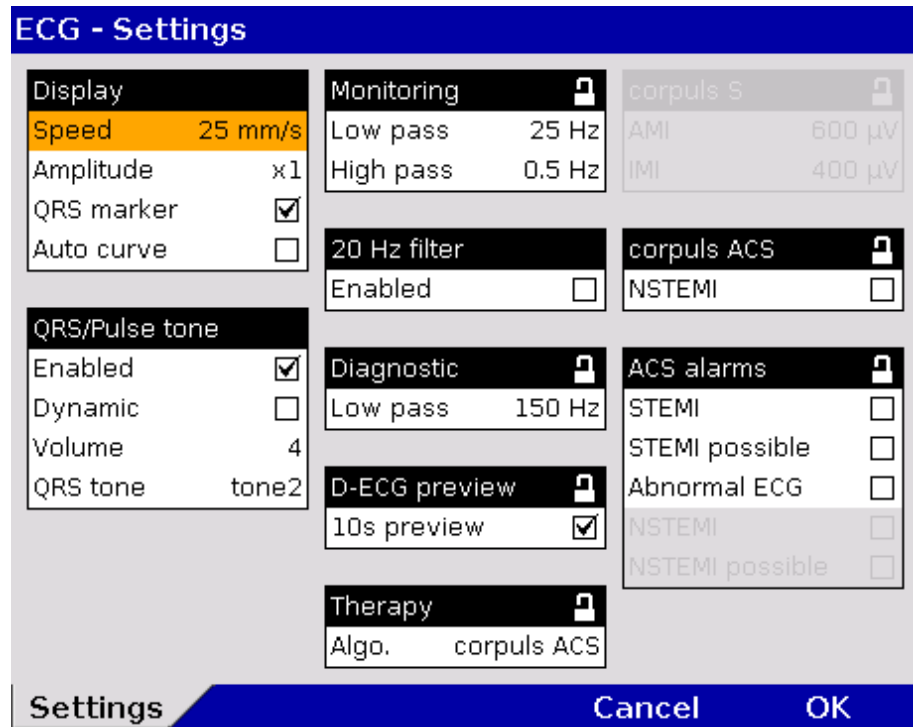 ECG - Settings
Display
Speed 25 mm/s
Amplitude x1
QRS marker
Auto curve
QRS/Pulse tone
Enabled
Dynamic
Volume 4
QRS tone tone2
Monitoring
Low pass 25 Hz
High pass 0.5 Hz
20 Hz filter
Enabled
Diagnostic
Low pass 150 Hz
D-ECG preview
10s preview
Therapy
Algo. corpuls ACS
corpuls S
AMI 600 µV
IMI 400 µV
corpuls ACS
NSTEMI
ACS alarms
STEMI
STEMI possible
Abnormal ECG
NSTEMI
NSTEMI possible
Settings Cancel OK